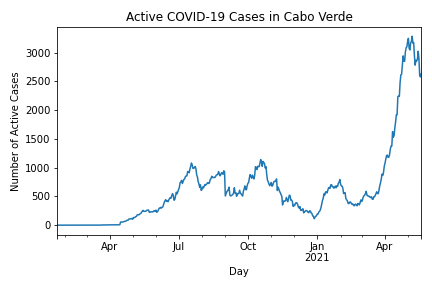 Active COVID-19 Cases in Cabo Verde
Number of Active Cases
3000
2500
2000
1500
1000
500
0
Apr
Jul
Oct
Jan
2021
Apr
Day